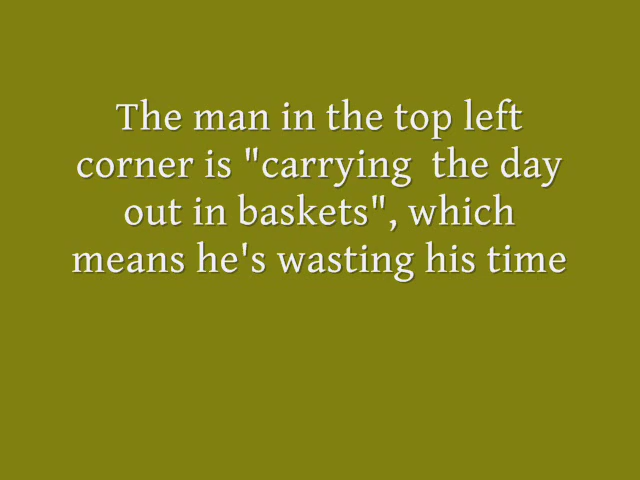 The man in the top left
corner is "carrying  the day
out in baskets", which
means he's wasting his time